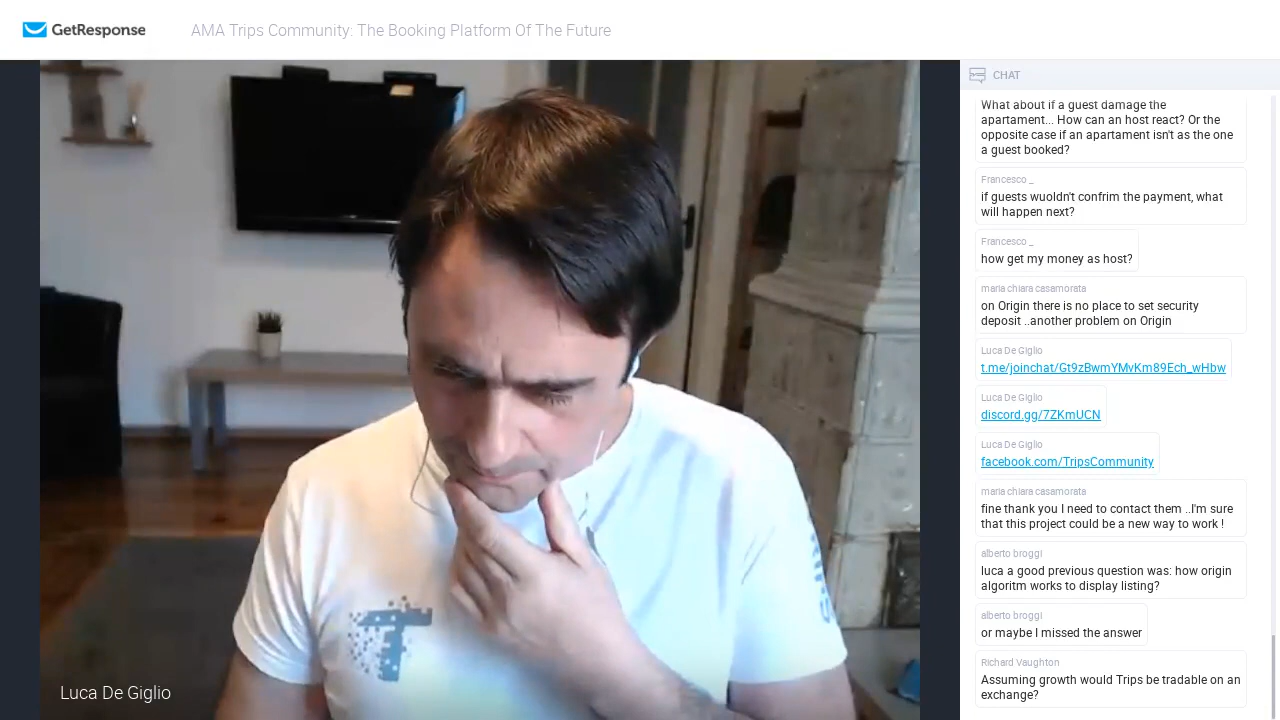 GetResponse
AMA Trips Community: The Booking Platform Of The Future
CHAT
What about if a guest damage the
apartament... How can an host react? Or the
opposite case if an apartament isn't as the one
a guest booked?
Francesco _
if guests wuoldn't confrim the payment, what
will happen next?
Francesco _
how get my money as host?
maria chiara casamorata
on Origin there is no place to set security
deposit ..another problem on Origin
Luca De Giglio
t.me/joinchat/Gt9zBwmYMvKm89Ech_wHbw
Luca De Giglio
discord.gg/7ZKmUCN
Luca De Giglio
facebook.com/TripsCommunity
maria chiara casamorata
fine thank you I need to contact them ..I'm sure
that this project could be a new way to work !
alberto broggi
luca a good previous question was: how origin
algoritm works to display listing?
alberto broggi
or maybe I missed the answer
Richard Vaughton
Assuming growth would Trips be tradable on an
exchange?
T
Luca De Giglio